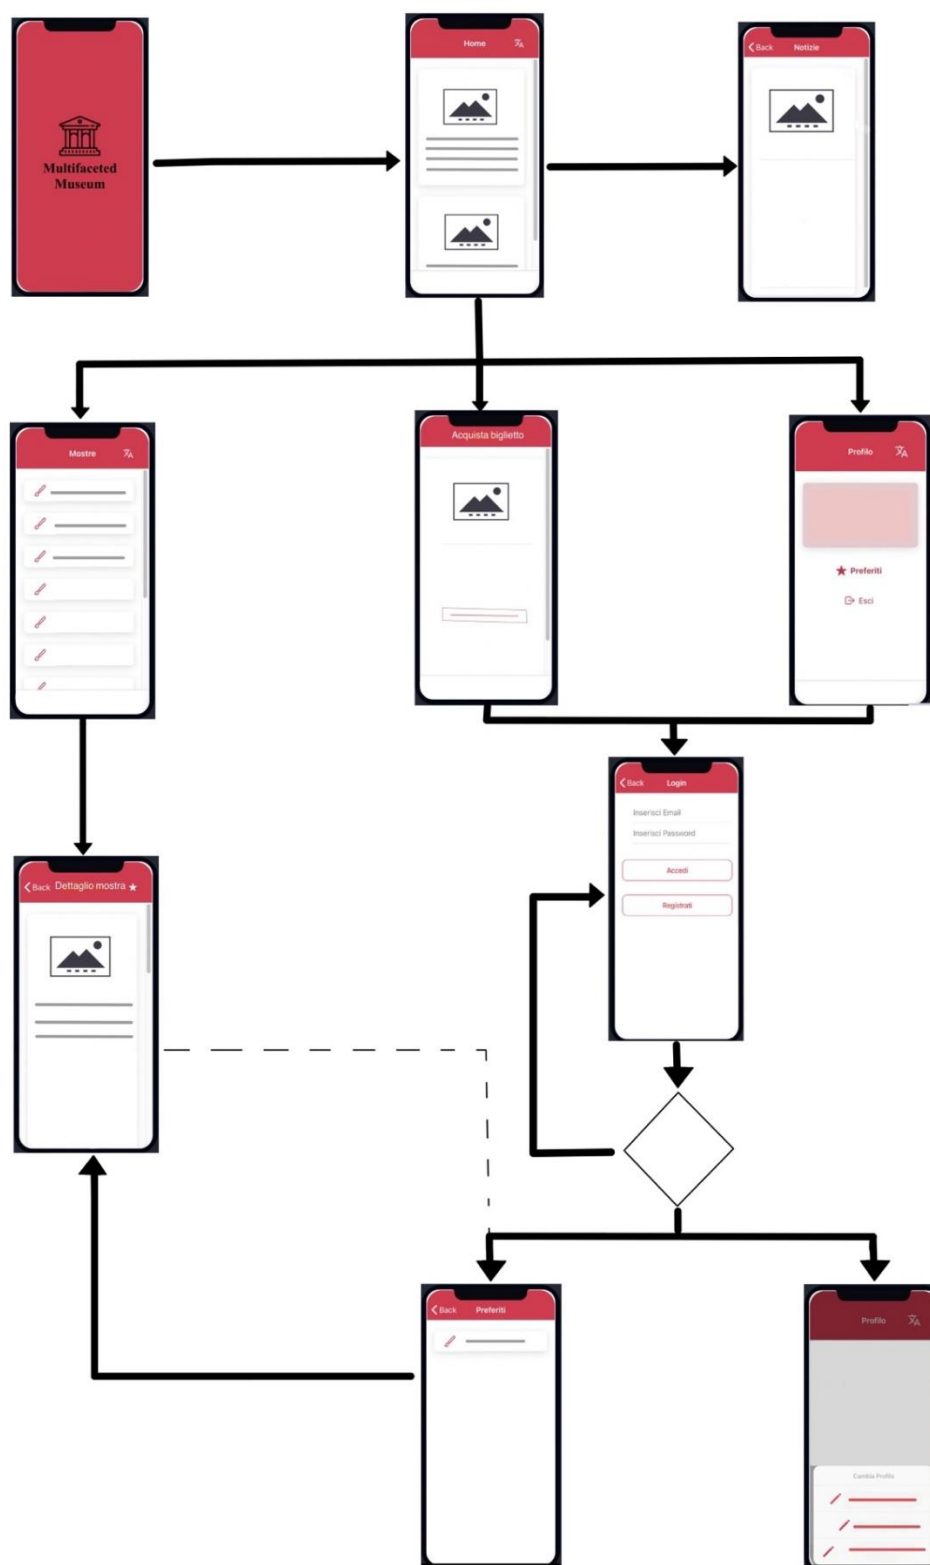 Multifaceted
Museum
Home
Back
Notizie
Mostre
Acquista biglietto
Profilo
Preferiti
Esci
Back
Login
Inserisci Email
Inserisci Password
Accedi
Registrati
Back
Dettaglio mostra
Back
Preferiti
Profilo
Cambia Profilo